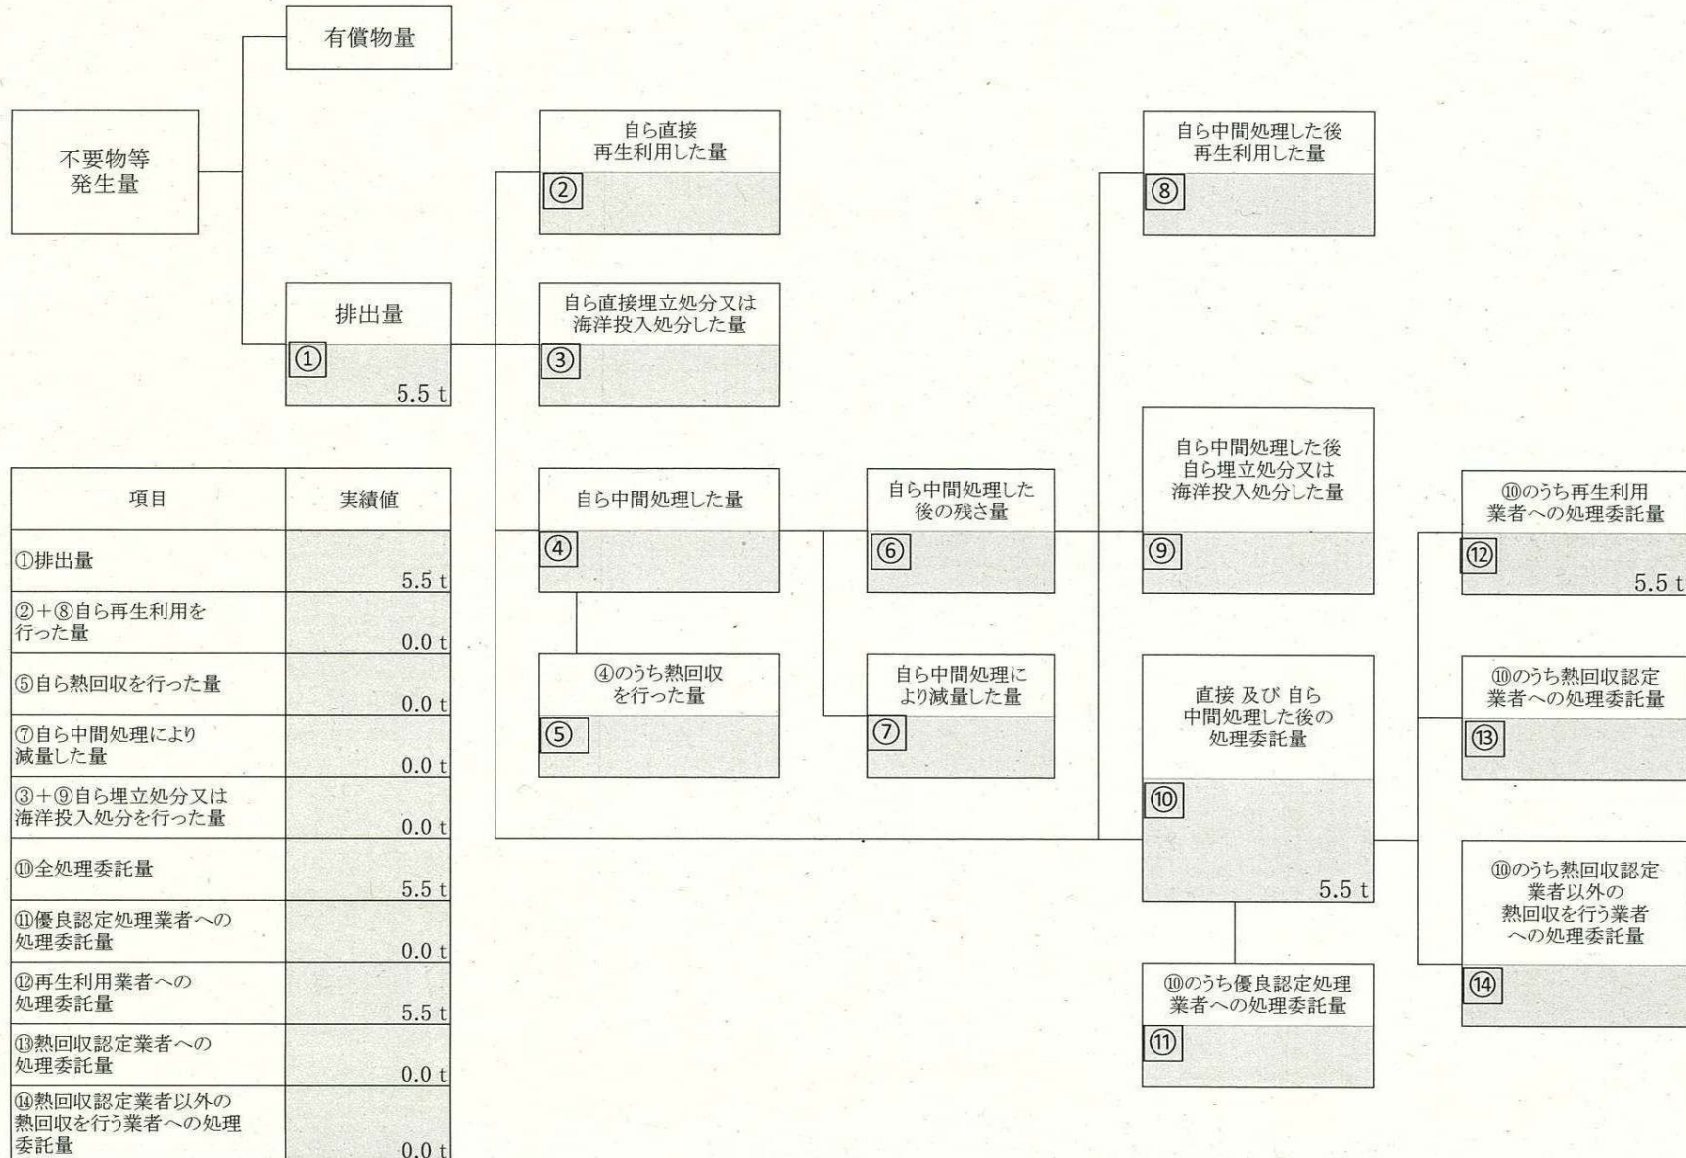 有償物量
不要物等
発生量
排出量
①
5.5 t
自ら直接
再生利用した量
②
自ら直接埋立処分又は
海洋投入処分した量
③
自ら中間処理した量
④
④のうち熱回収
を行った量
⑤
自ら中間処理した
後の残さ量
⑥
自ら中間処理に
より減量した量
⑦
自ら中間処理した後
再生利用した量
⑧
自ら中間処理した後
自ら埋立処分又は
海洋投入処分した量
⑨
直接 及び 自ら
中間処理した後の
処理委託量
⑩
5.5 t
⑩のうち優良認定処理
業者への処理委託量
⑪
⑩のうち再生利用
業者への処理委託量
⑫
5.5 t
⑩のうち熱回収認定
業者への処理委託量
⑬
⑩のうち熱回収認定
業者以外の
熱回収を行う業者
への処理委託量
⑭
項目 実績値
①排出量
5.5 t
②+⑧自ら再生利用を
行った量
0.0 t
⑤自ら熱回収を行った量
0.0 t
⑦自ら中間処理により
減量した量
0.0 t
③+⑨自ら埋立処分又は
海洋投入処分を行った量
0.0 t
⑩全処理委託量
5.5 t
⑪優良認定処理業者への
処理委託量
0.0 t
⑫再生利用業者への
処理委託量
5.5 t
⑬熱回収認定業者への
処理委託量
0.0 t
⑭熱回収認定業者以外の
熱回収を行う業者への処理
委託量
0.0 t